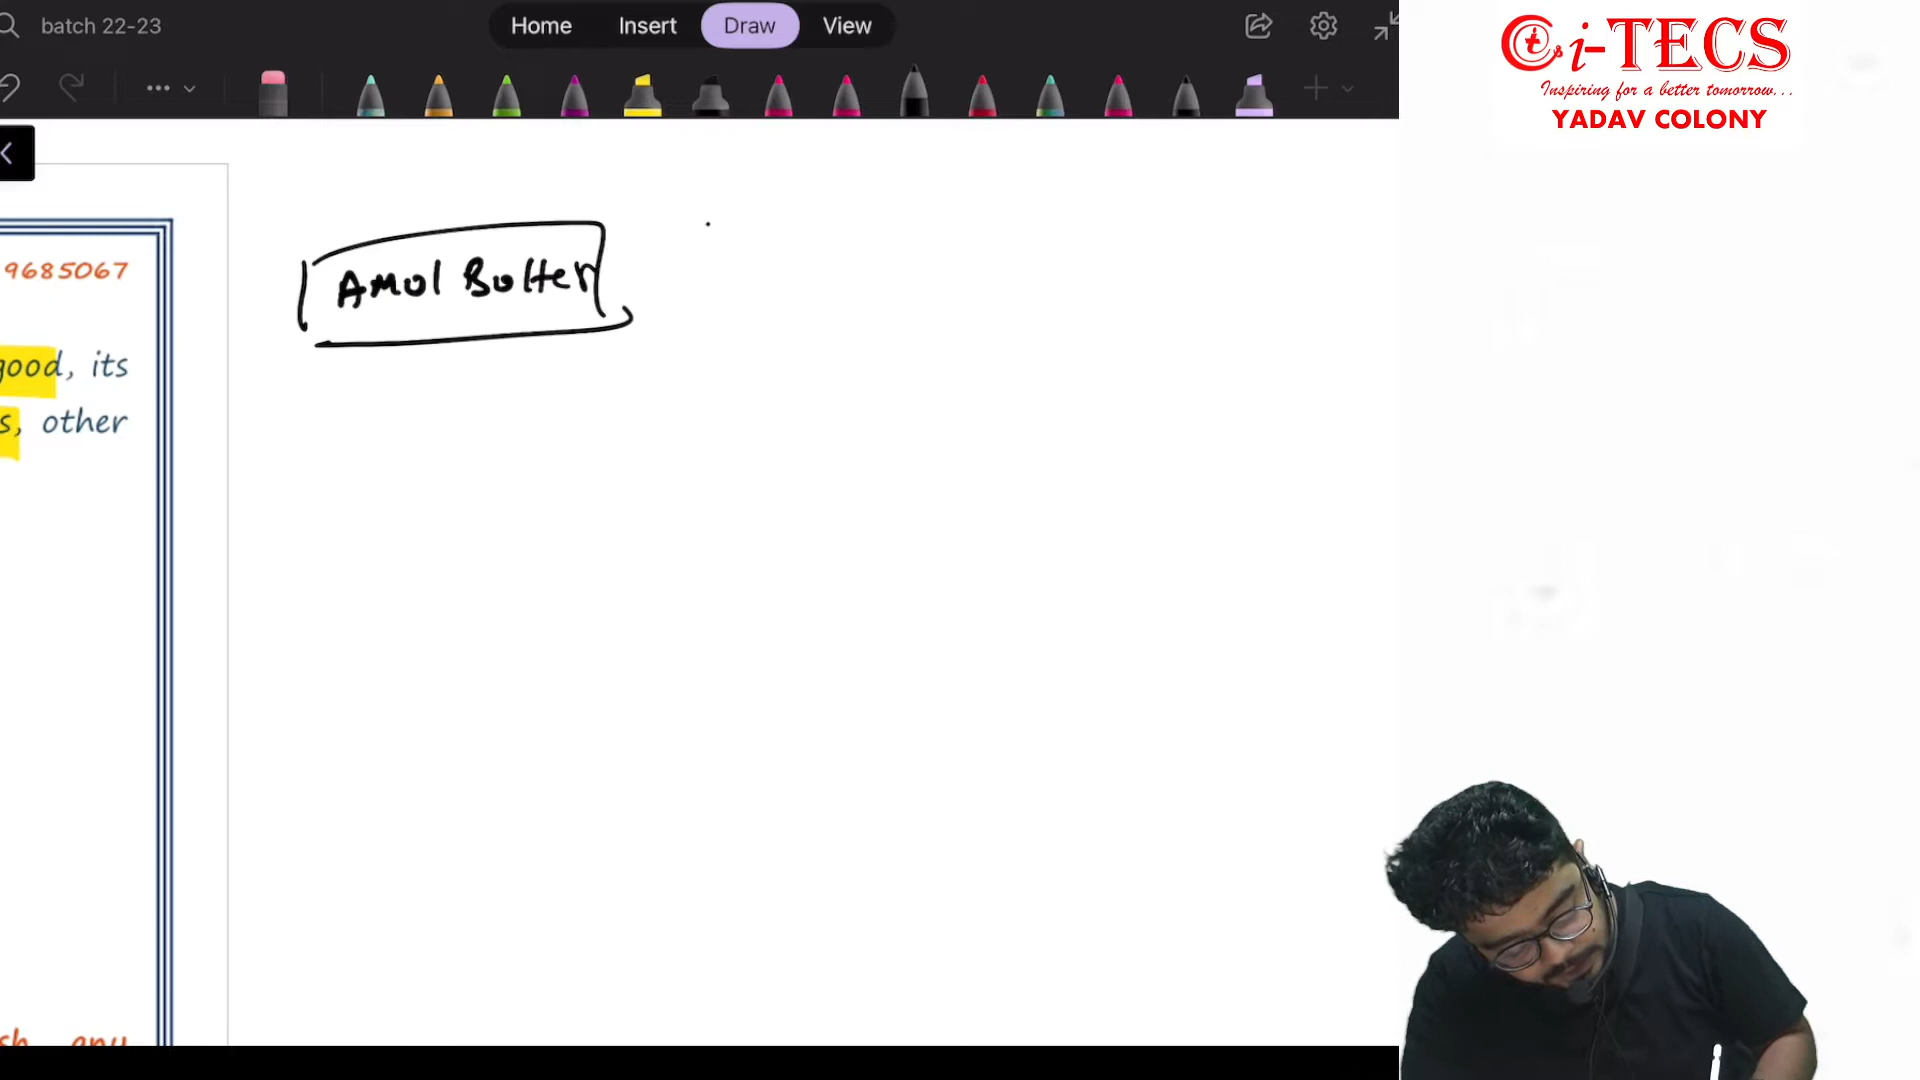 batch 22-23
Home Insert Draw View
i-TECS
Inspiring for a better tomorrow...
YADAV COLONY
9685067
good, its
s, other
Amol Butter